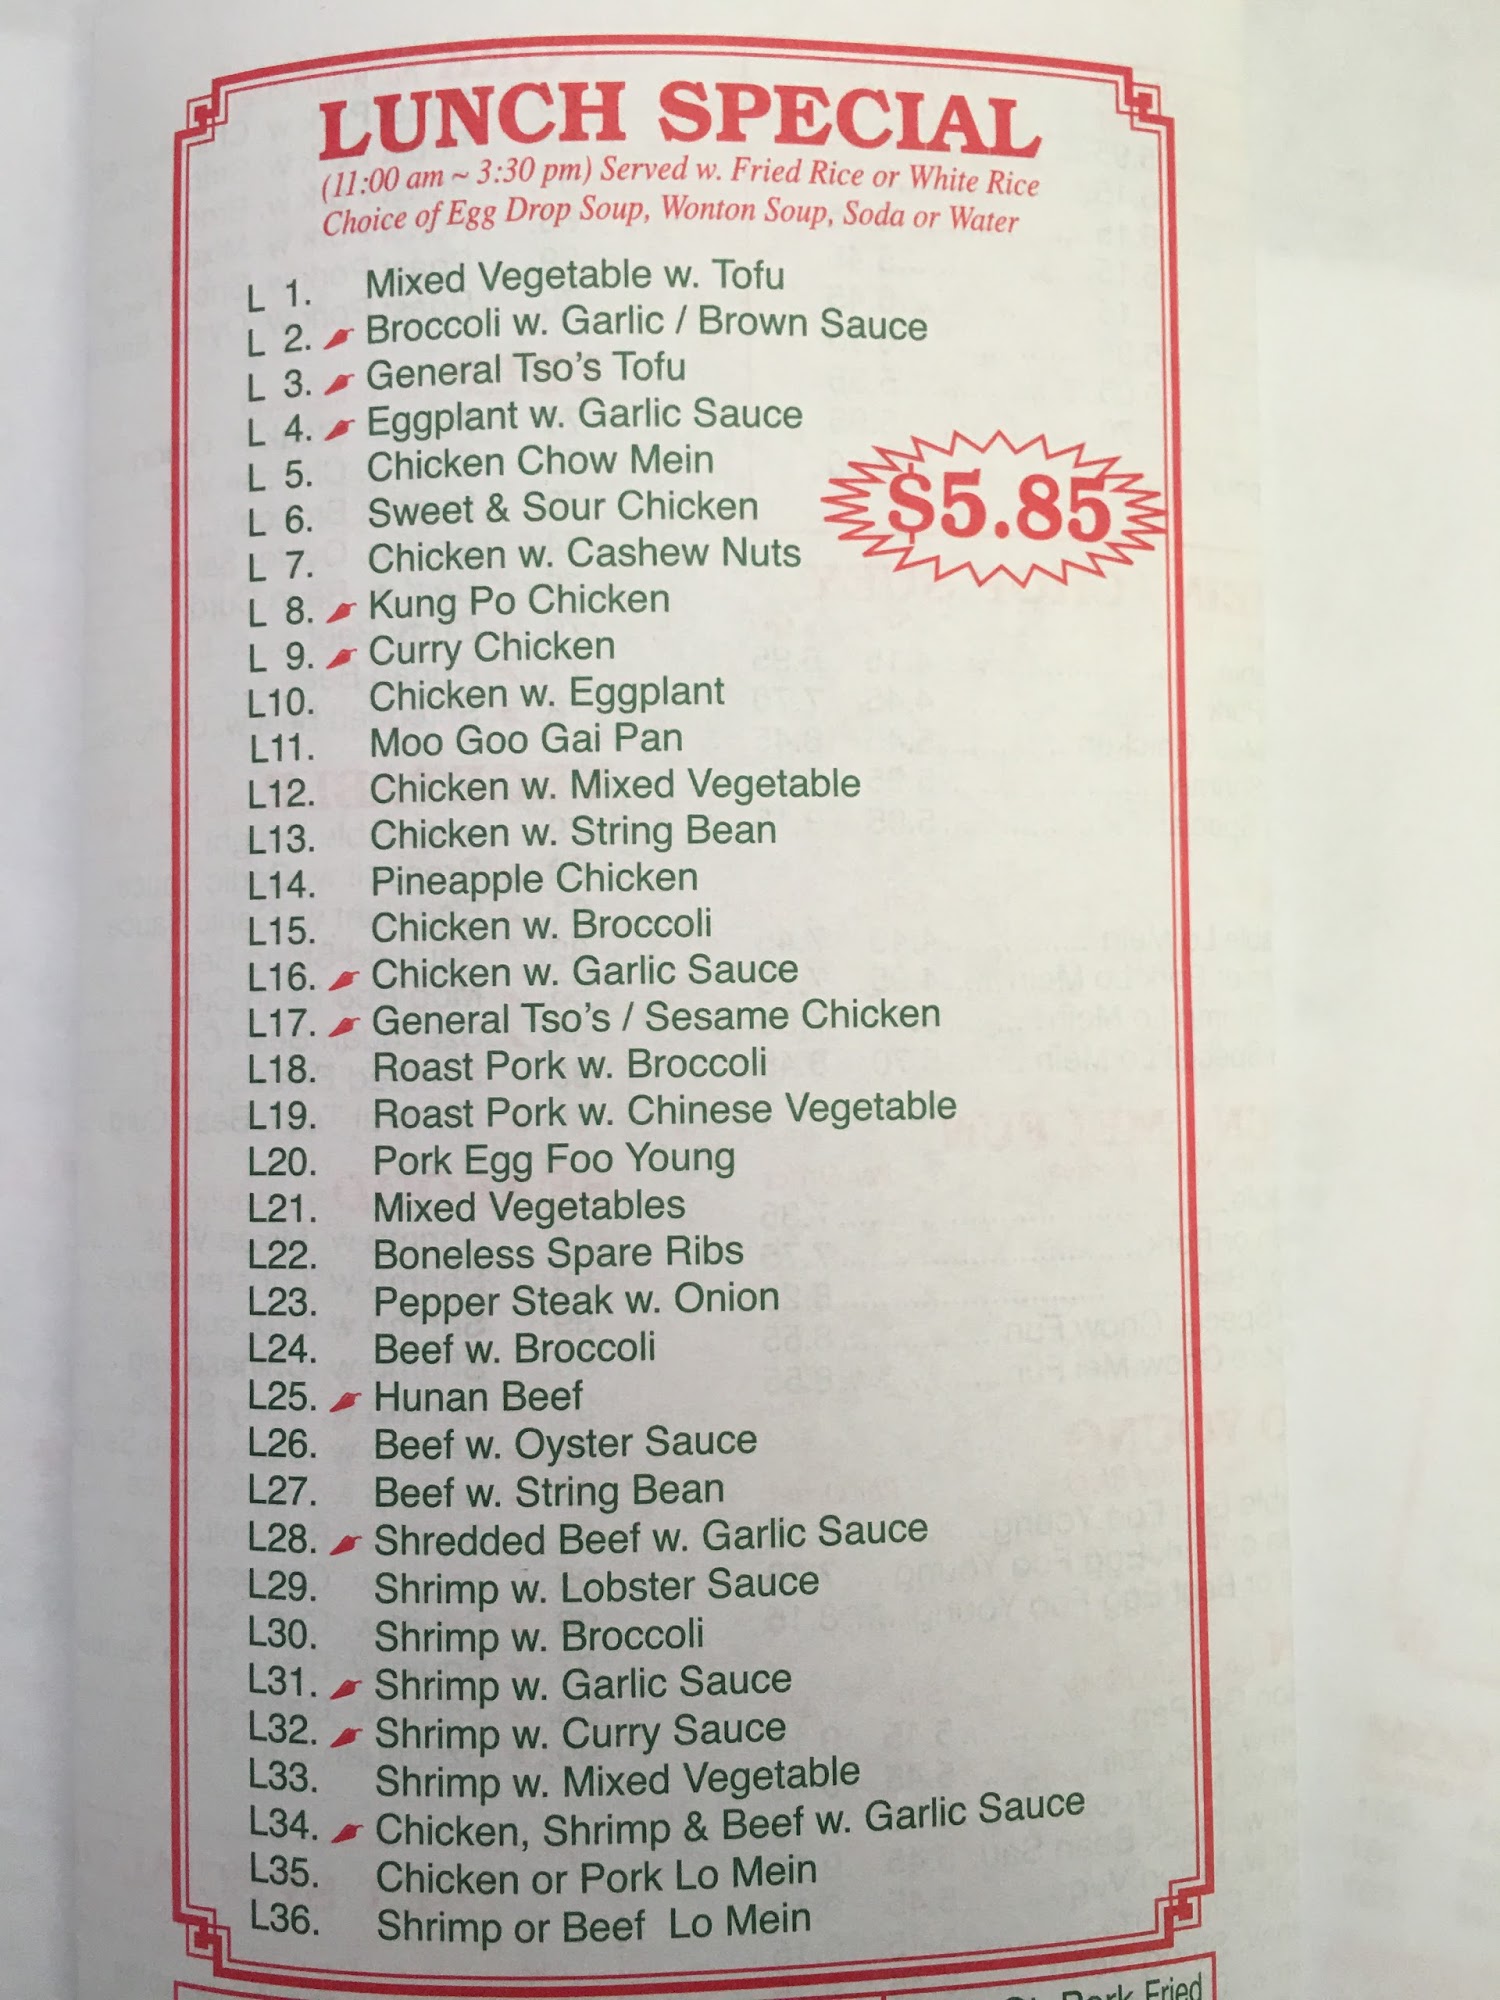 LUNCH SPECIAL
(11:00 am ~ 3:30 pm) Served w. Fried Rice or White Rice
Choice of Egg Drop Soup, Wonton Soup, Soda or Water
L 1. Mixed Vegetable w. Tofu
L 2. Broccoli w. Garlic / Brown Sauce
L 3. General Tso's Tofu
L 4. Eggplant w. Garlic Sauce
L 5. Chicken Chow Mein
L 6. Sweet & Sour Chicken
$5.85
L 7. Chicken w. Cashew Nuts
L 8. Kung Po Chicken
L 9. Curry Chicken
L10. Chicken w. Eggplant
L11. Moo Goo Gai Pan
L12. Chicken w. Mixed Vegetable
L13. Chicken w. String Bean
L14. Pineapple Chicken
L15. Chicken w. Broccoli
L16. Chicken w. Garlic Sauce
L17. General Tso's / Sesame Chicken
L18. Roast Pork w. Broccoli
L19. Roast Pork w. Chinese Vegetable
L20. Pork Egg Foo Young
L21. Mixed Vegetables
L22. Boneless Spare Ribs
L23. Pepper Steak w. Onion
L24. Beef w. Broccoli
L25. Hunan Beef
L26. Beef w. Oyster Sauce
L27. Beef w. String Bean
L28. Shredded Beef w. Garlic Sauce
L29. Shrimp w. Lobster Sauce
L30. Shrimp w. Broccoli
L31. Shrimp w. Garlic Sauce
L32. Shrimp w. Curry Sauce
L33. Shrimp w. Mixed Vegetable
L34. Chicken, Shrimp & Beef w. Garlic Sauce
L35. Chicken or Pork Lo Mein
L36. Shrimp or Beef Lo Mein
Pork Fried